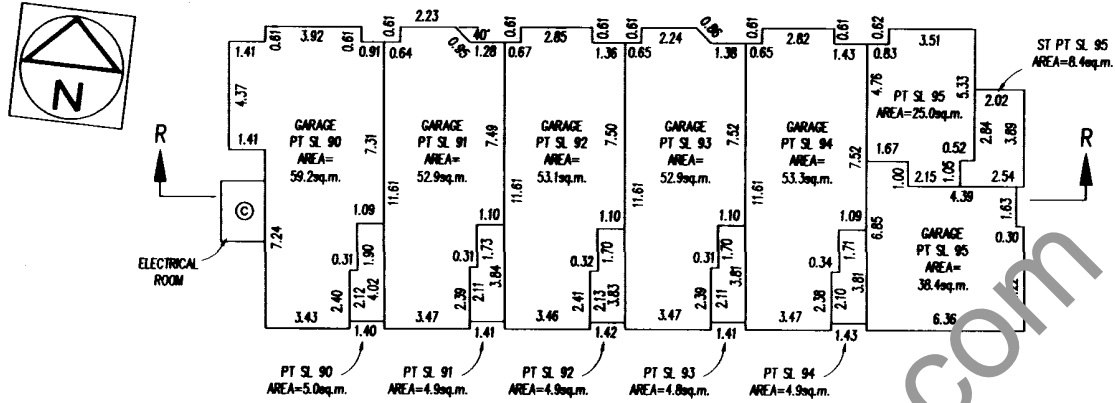 N
R
R
ELECTRICAL
ROOM
C
1.41
0.61
3.92
0.61
0.91
4.37
1.41
GARAGE
PT SL 90
AREA=
59.2sq.m.
7.31
7.24
1.09
0.31
1.90
2.40
2.12
4.02
3.43
1.40
PT SL 90
AREA=5.0sq.m.
0.61
2.23
0.64
0.95
40°
1.28
GARAGE
PT SL 91
AREA=
52.9sq.m.
7.49
11.61
1.10
0.31
1.73
2.39
2.11
3.84
3.47
1.41
PT SL 91
AREA=4.9sq.m.
0.61
2.85
0.61
0.67
1.36
GARAGE
PT SL 92
AREA=
53.1sq.m.
7.50
11.61
1.10
0.32
1.70
2.41
2.13
3.83
3.46
1.42
PT SL 92
AREA=4.9sq.m.
0.61
2.24
0.86
0.65
1.38
GARAGE
PT SL 93
AREA=
52.9sq.m.
7.52
11.61
1.10
0.31
1.70
2.39
2.11
3.81
3.47
1.41
PT SL 93
AREA=4.8sq.m.
0.61
2.82
0.61
0.65
1.43
GARAGE
PT SL 94
AREA=
53.3sq.m.
7.52
11.61
1.09
0.34
1.71
2.38
2.10
3.81
3.47
1.43
PT SL 94
AREA=4.9sq.m.
0.62
3.51
0.83
4.76
5.33
PT SL 95
AREA=25.0sq.m.
1.67
0.52
1.00
2.15
1.05
ST PT SL 95
AREA=8.4sq.m.
2.02
2.84
3.89
2.54
4.39
1.63
0.30
6.85
GARAGE
PT SL 95
AREA=
38.4sq.m.
6.36
com